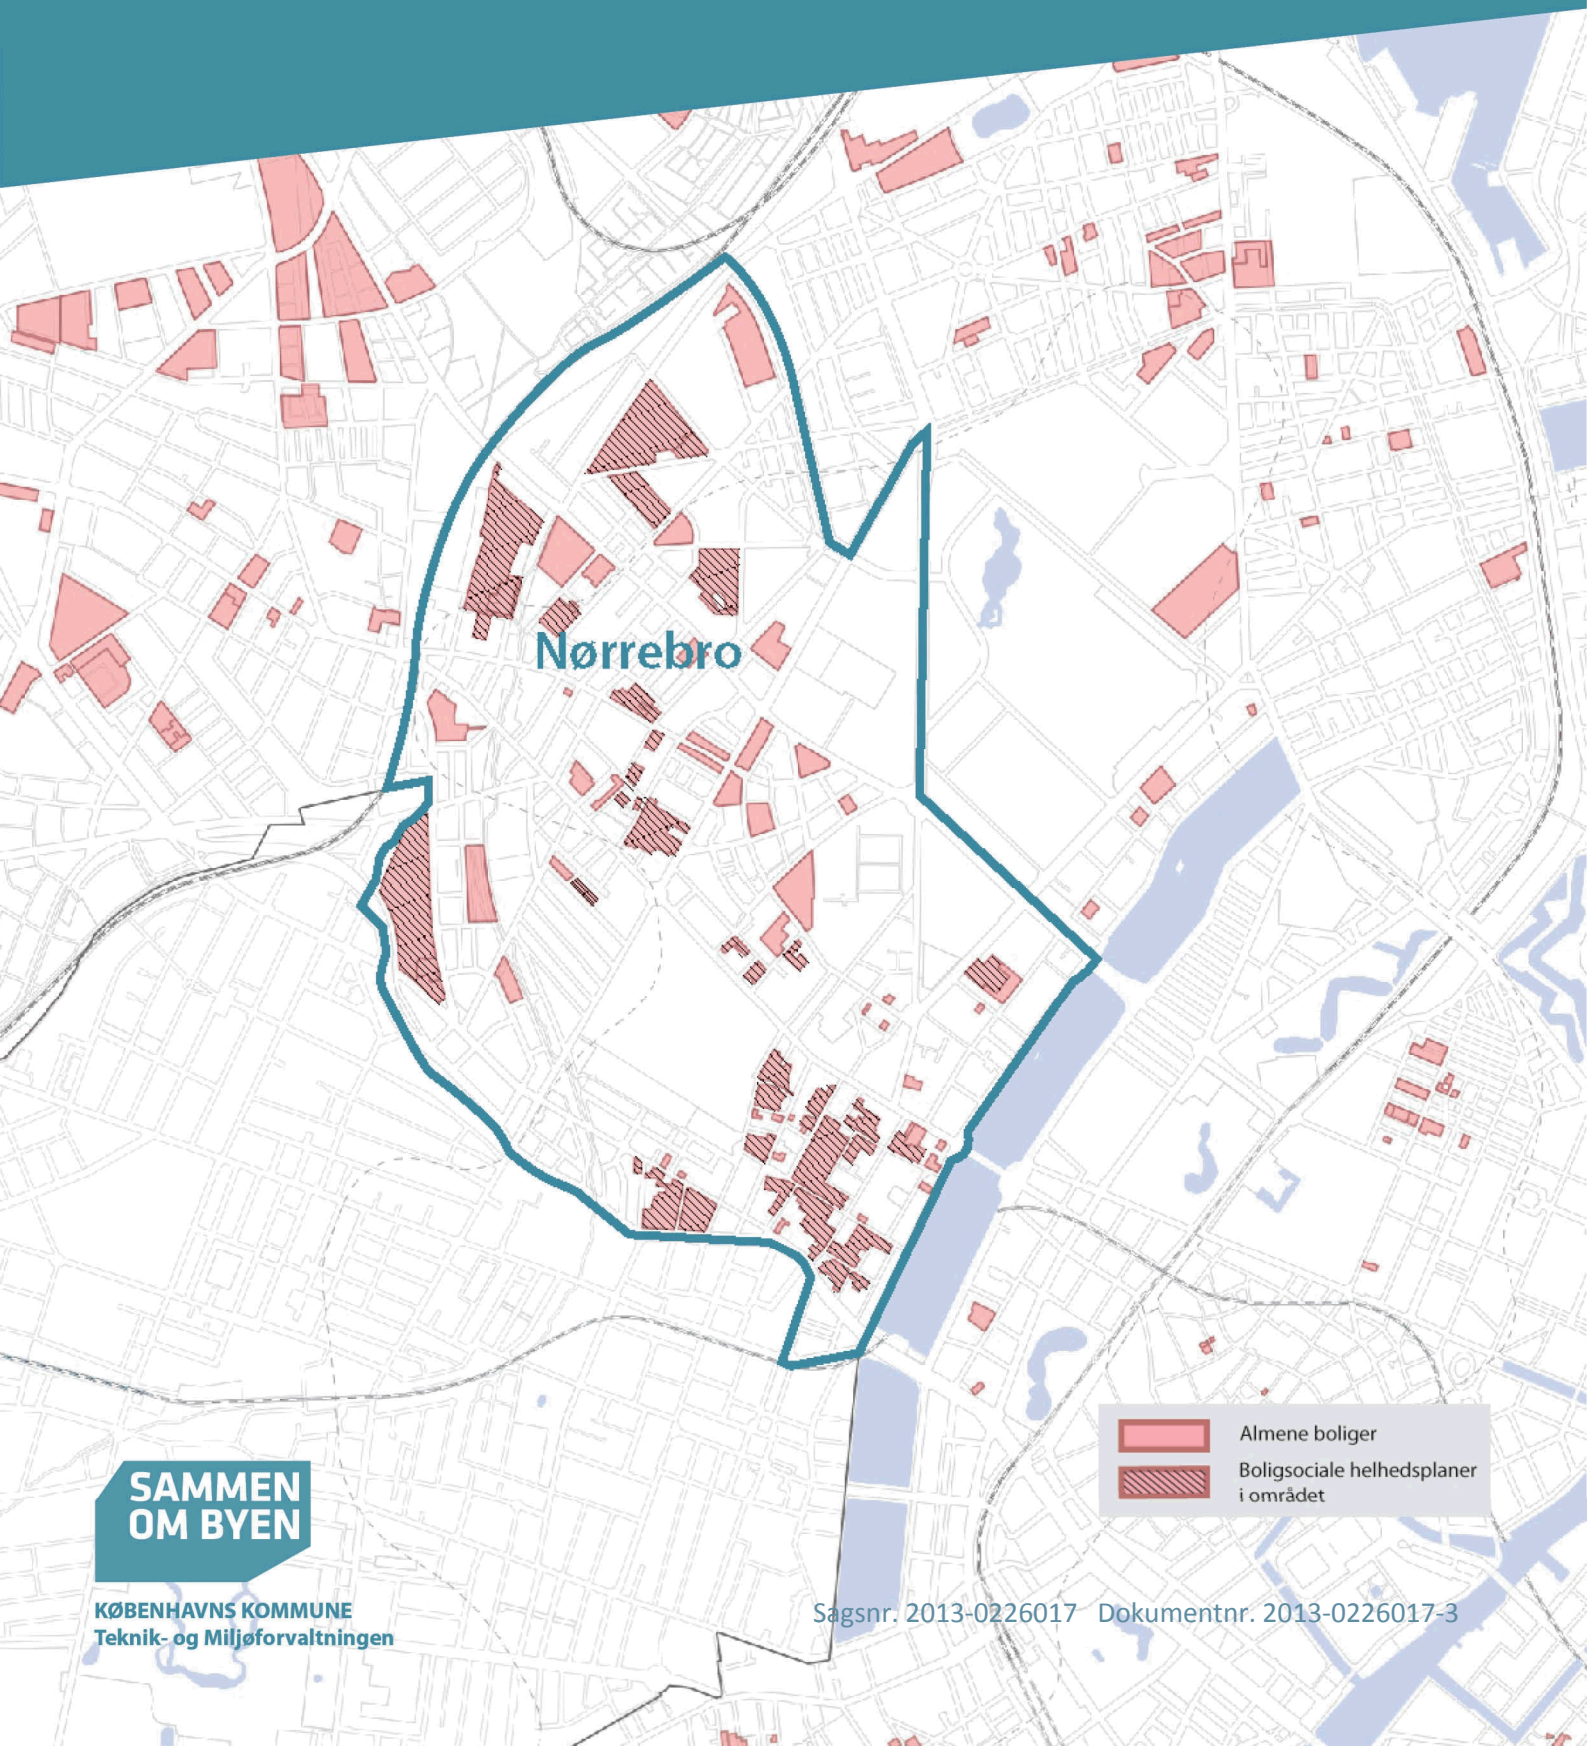 Nørrebro
Almene boliger
Boligsociale helhedsplaner
i området
SAMMEN
OM BYEN
KØBENHAVNS KOMMUNE
Teknik- og Miljøforvaltningen
Sagsnr. 2013-0226017 Dokumentnr. 2013-0226017-3